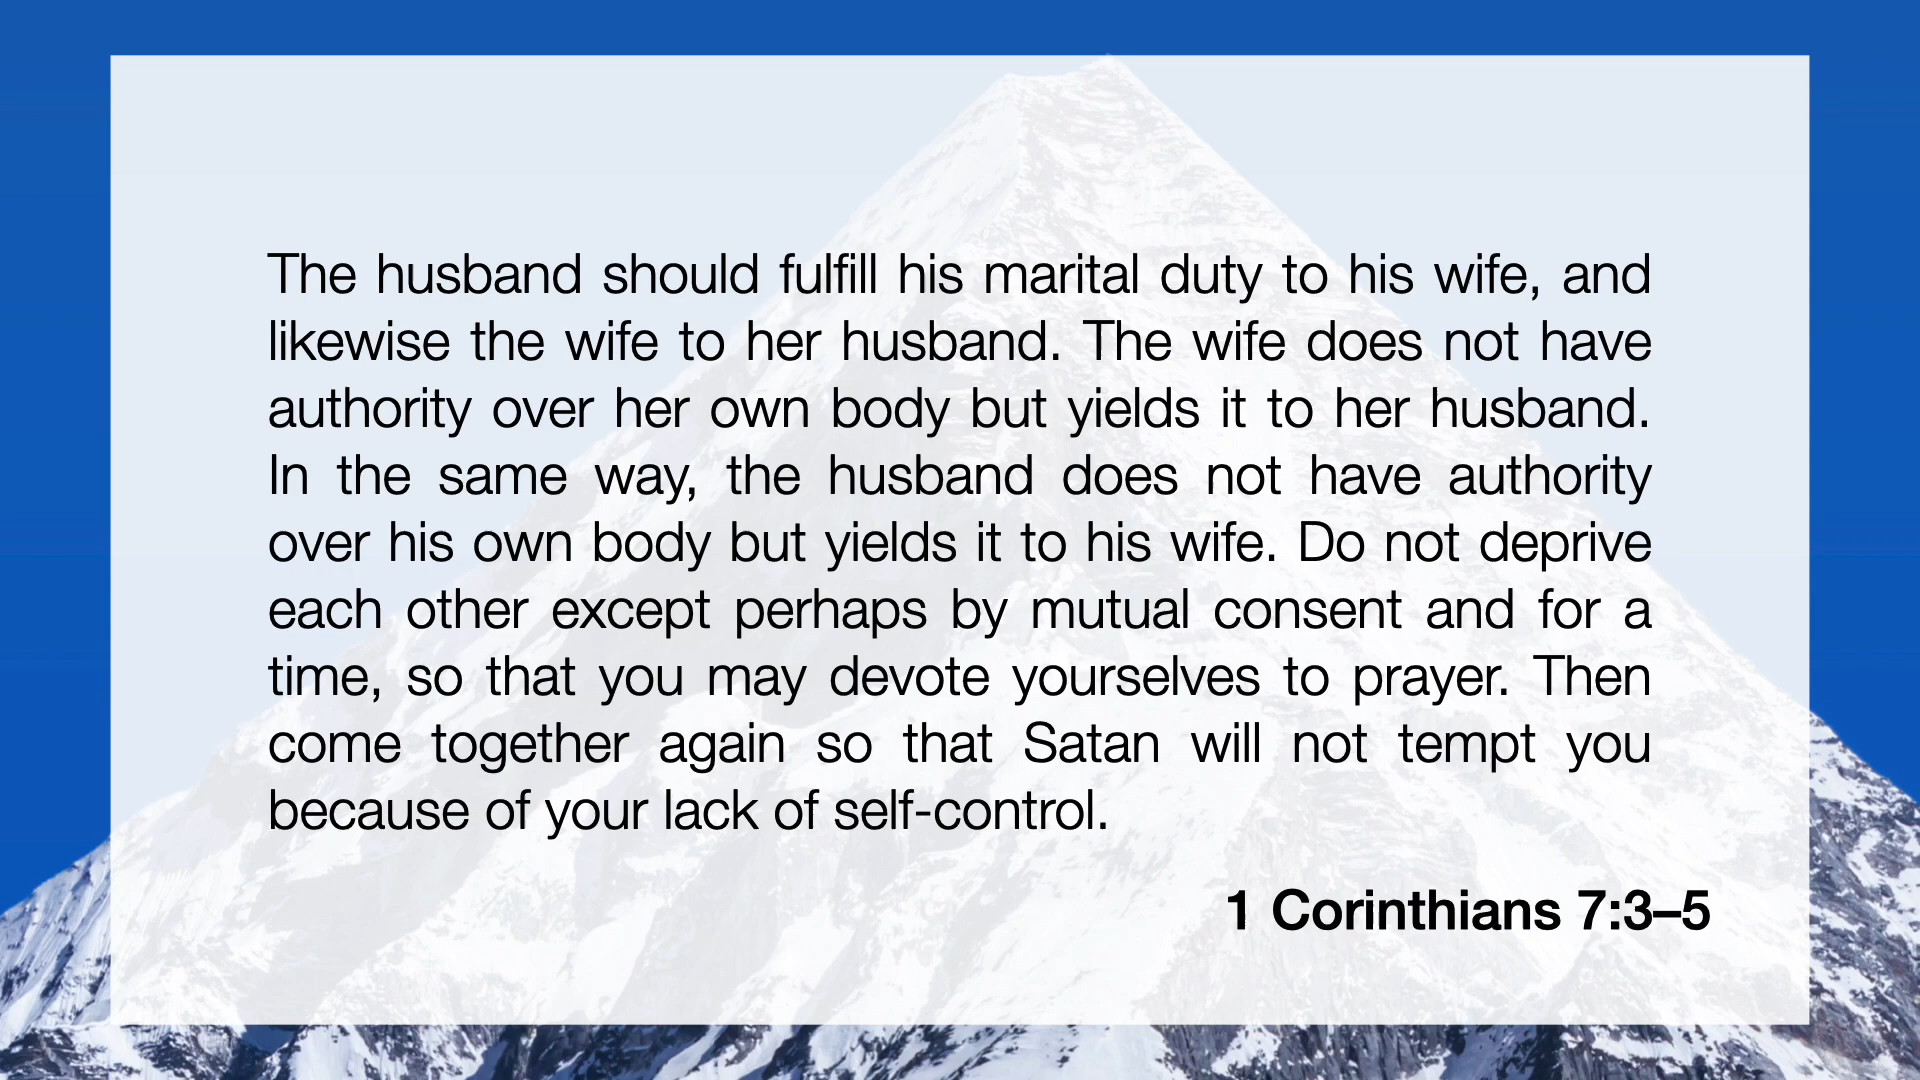 The husband should fulfill his marital duty to his wife, and
likewise the wife to her husband. The wife does not have
authority over her own body but yields it to her husband.
In the same way, the husband does not have authority
over his own body but yields it to his wife. Do not deprive
each other except perhaps by mutual consent and for a
time, so that you may devote yourselves to prayer. Then
come together again so that Satan will not tempt you
because of your lack of self-control.
1 Corinthians 7:3–5